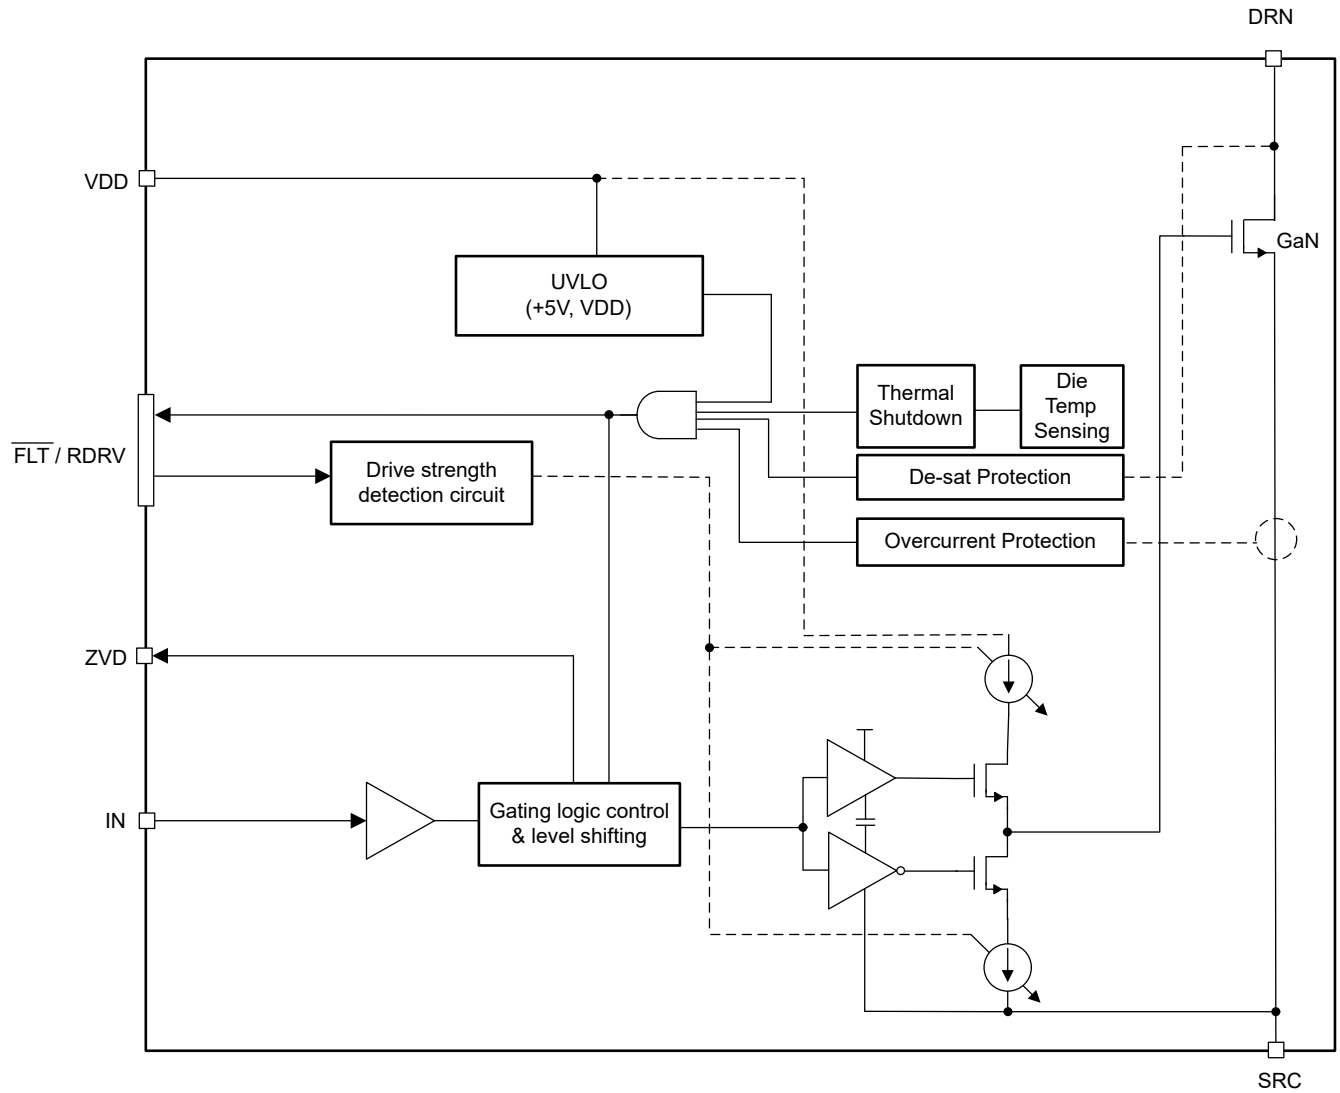 DRN
VDD
GaN
UVLO
(+5V, VDD)
Thermal
Shutdown
Die
Temp
Sensing
FLT / RDRV
Drive strength
detection circuit
De-sat Protection
Overcurrent Protection
ZVD
IN
Gating logic control
& level shifting
SRC